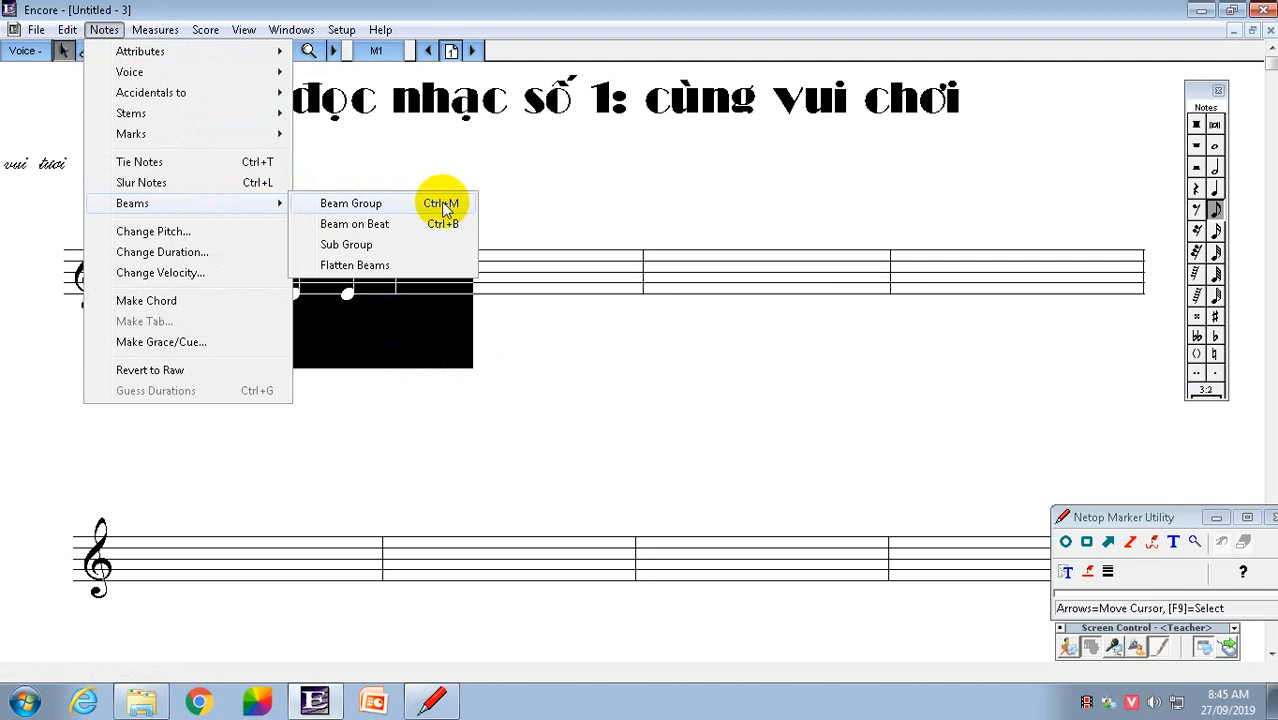 Encore - [Untitled - 3]
File Edit Notes Measures Score View Windows Setup Help
Voice - M1 1
Attributes
Voice
Accidentals to
Stems
Marks
Tie Notes Ctrl+T
Slur Notes Ctrl+L
Beams
Change Pitch...
Change Duration...
Change Velocity...
Make Chord
Make Tab...
Make Grace/Cue...
Revert to Raw
Guess Durations Ctrl+G
Beam Group Ctrl+M
Beam on Beat Ctrl+B
Sub Group
Flatten Beams
đọc nhạc số 1: cùng vui chơi
vui tươi
Notes
3:2
Netop Marker Utility
Arrows=Move Cursor, [F9]=Select
Screen Control - <Teacher>
8:45 AM
27/09/2019